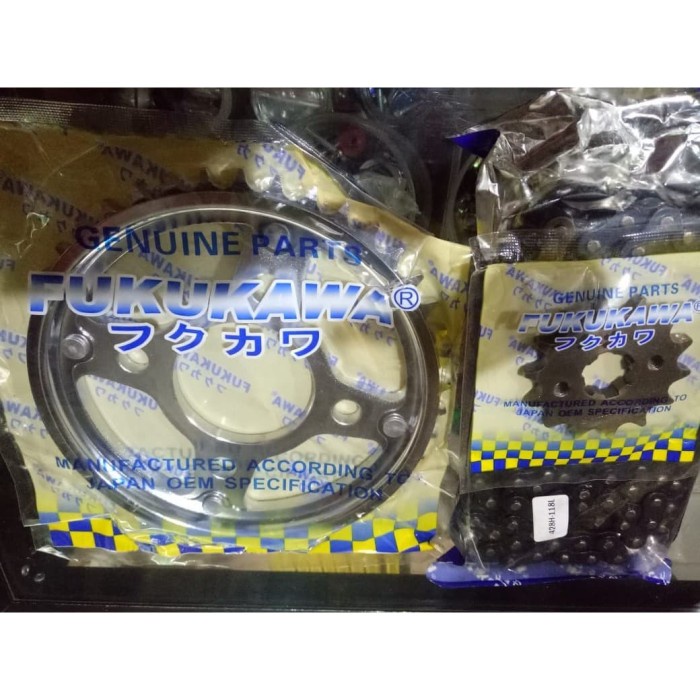 GENUINE PARTS
FUKUKAWA®
フクカワ
MANUFACTURED ACCORDING TO
JAPAN OEM SPECIFICATION
GENUINE PARTS
FUKUKAWA®
フクカワ
MANUFACTURED ACCORDING TO
JAPAN OEM SPECIFICATION
428H-118L